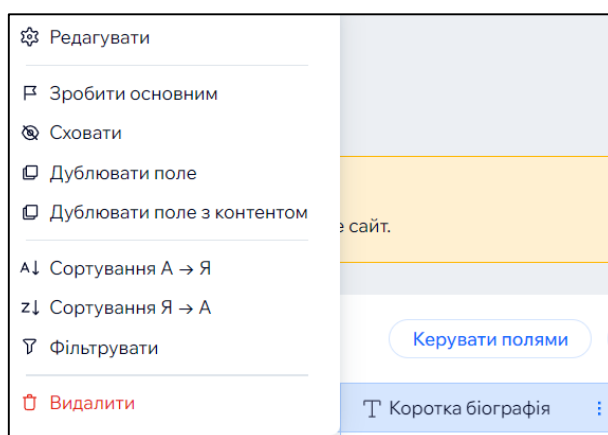 Редагувати
Зробити основним
Сховати
Дублювати поле
Дублювати поле з контентом
сайт.
Сортування А → Я
Сортування Я → А
Фільтрувати
Керувати полями
Видалити
Коротка біографія